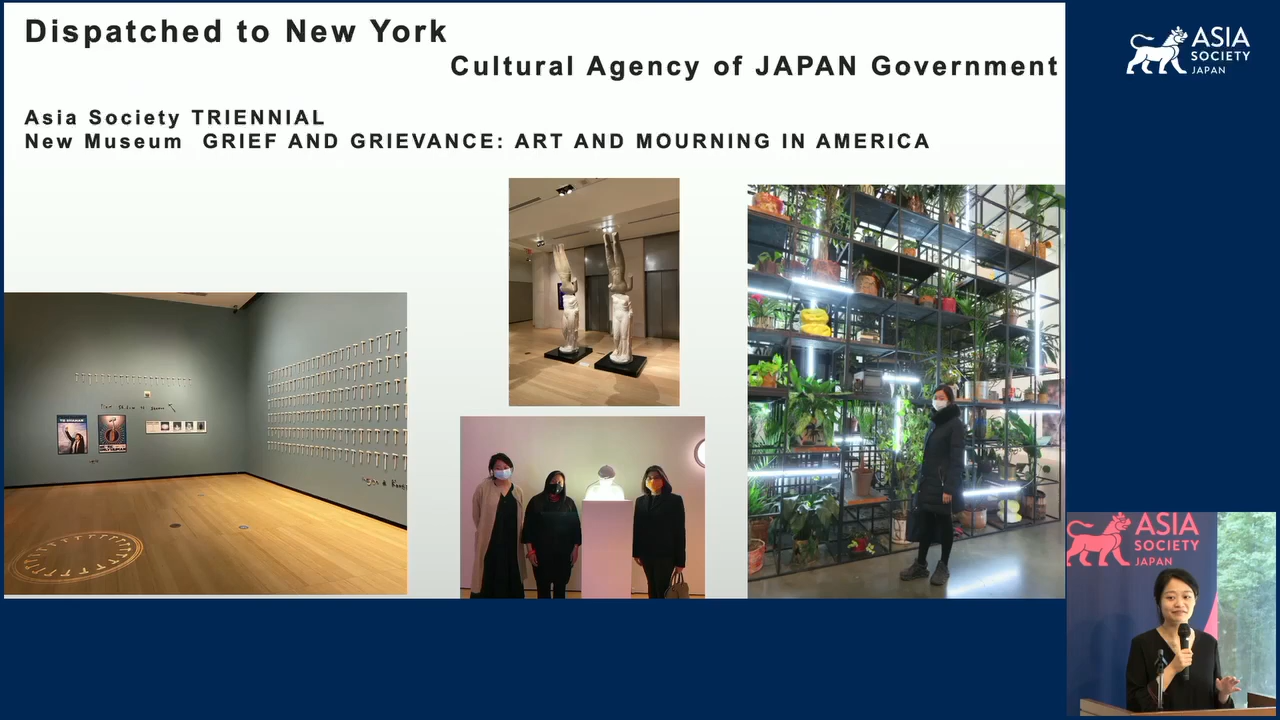 Dispatched to New York
Cultural Agency of JAPAN Government
Asia Society TRIENNIAL
New Museum GRIEF AND GRIEVANCE: ART AND MOURNING IN AMERICA
ASIA
SOCIETY
JAPAN
ASIA
SOCIETY
JAPAN